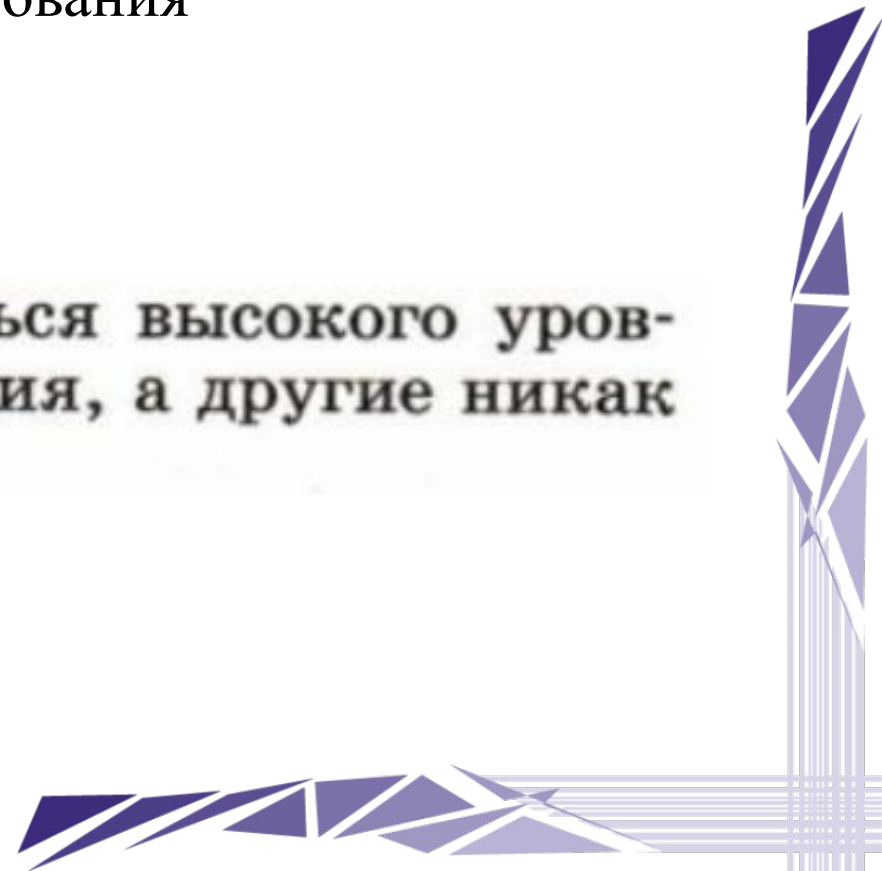 ования
ься высокого уров-
ия, а другие никак